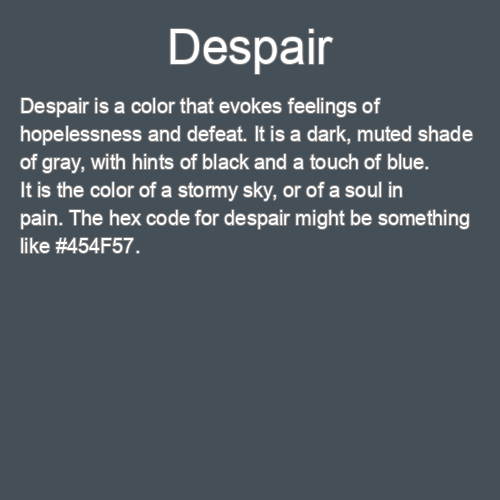 Despair
Despair is a color that evokes feelings of
hopelessness and defeat. It is a dark, muted shade
of gray, with hints of black and a touch of blue.
It is the color of a stormy sky, or of a soul in
pain. The hex code for despair might be something
like #454F57.